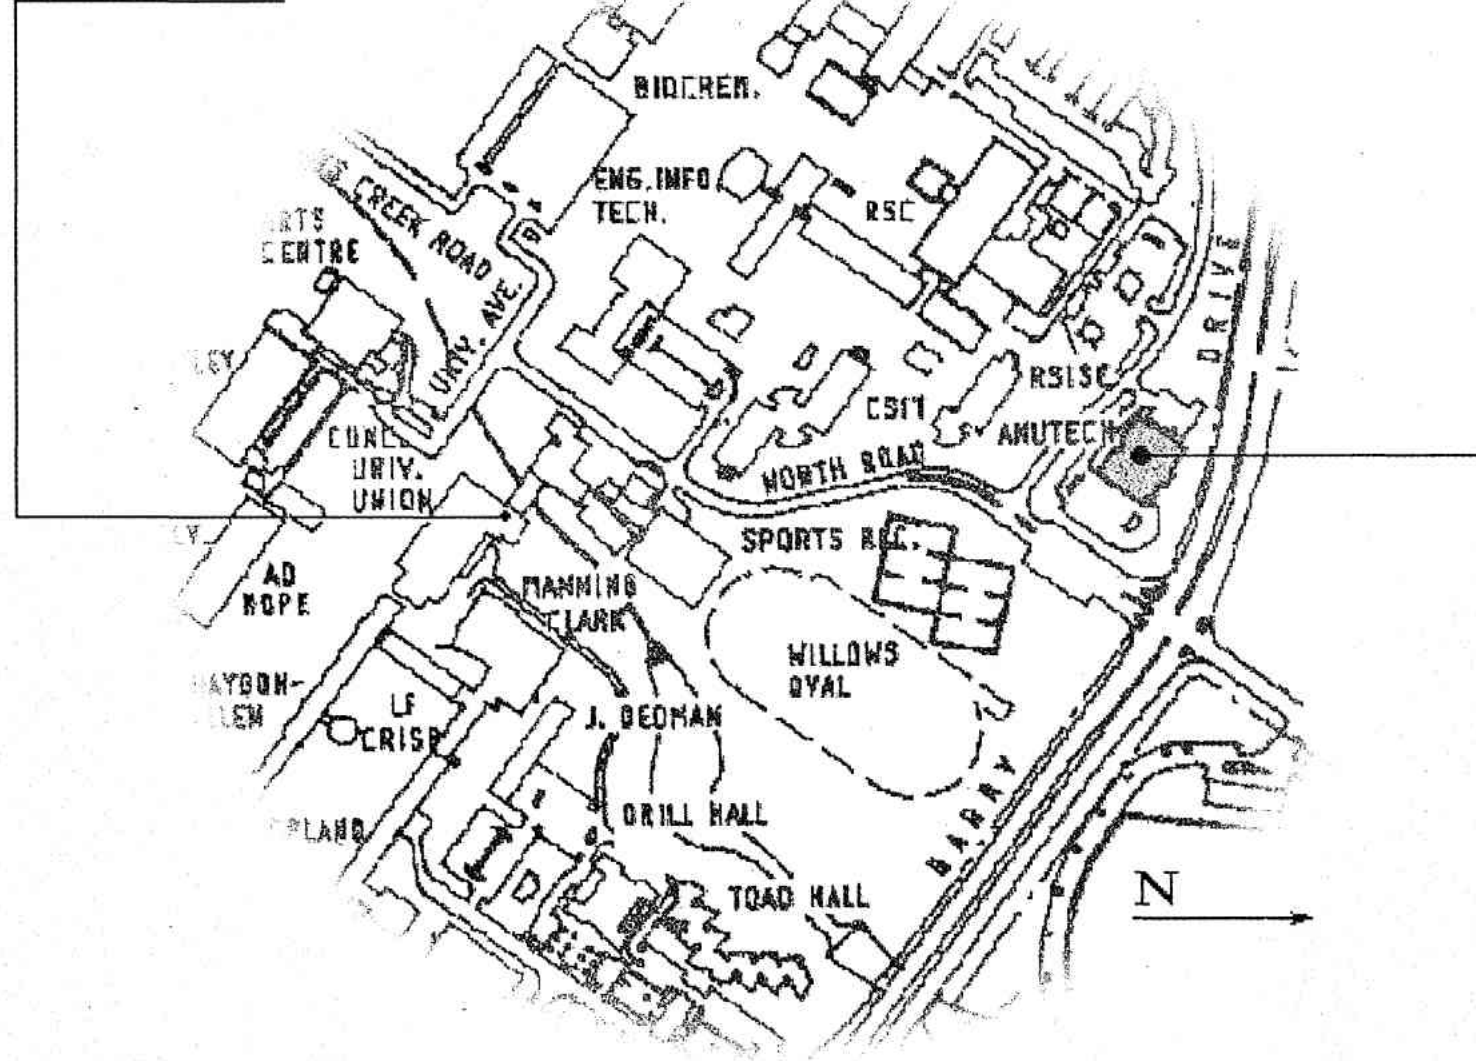 BIOCHEM.
ENG. INFO
TECH.
CREEK ROAD
CENTRE
UNIV. AVE.
RSC
DRIVE
RSISE
CSIT
ANUTECH
NORTH ROAD
UNIV.
UNION
SPORTS REC.
AD
HOPE
MANNING
CLARK
WILLOWS
OVAL
LF
CRISP
J. DEDMAN
DRILL HALL
BARRY
TOAD HALL
N